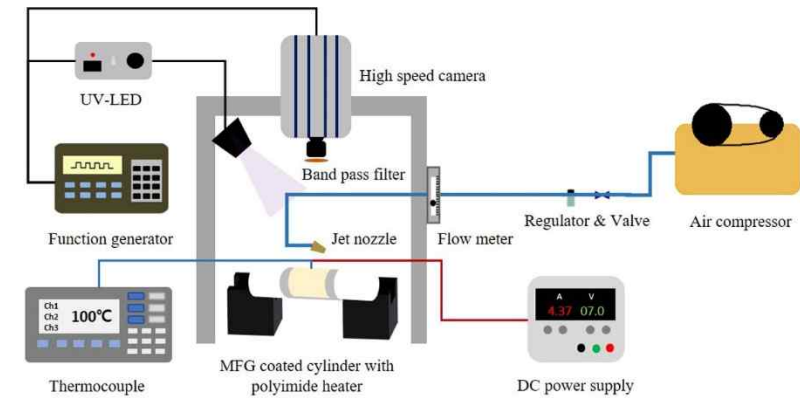 High speed camera
UV-LED
Band pass filter
Regulator & Valve
Air compressor
Function generator
Jet nozzle
Flow meter
A V
4.37 07.0
Ch1
Ch2
Ch3
100℃
MFG coated cylinder with
polyimide heater
Thermocouple
DC power supply